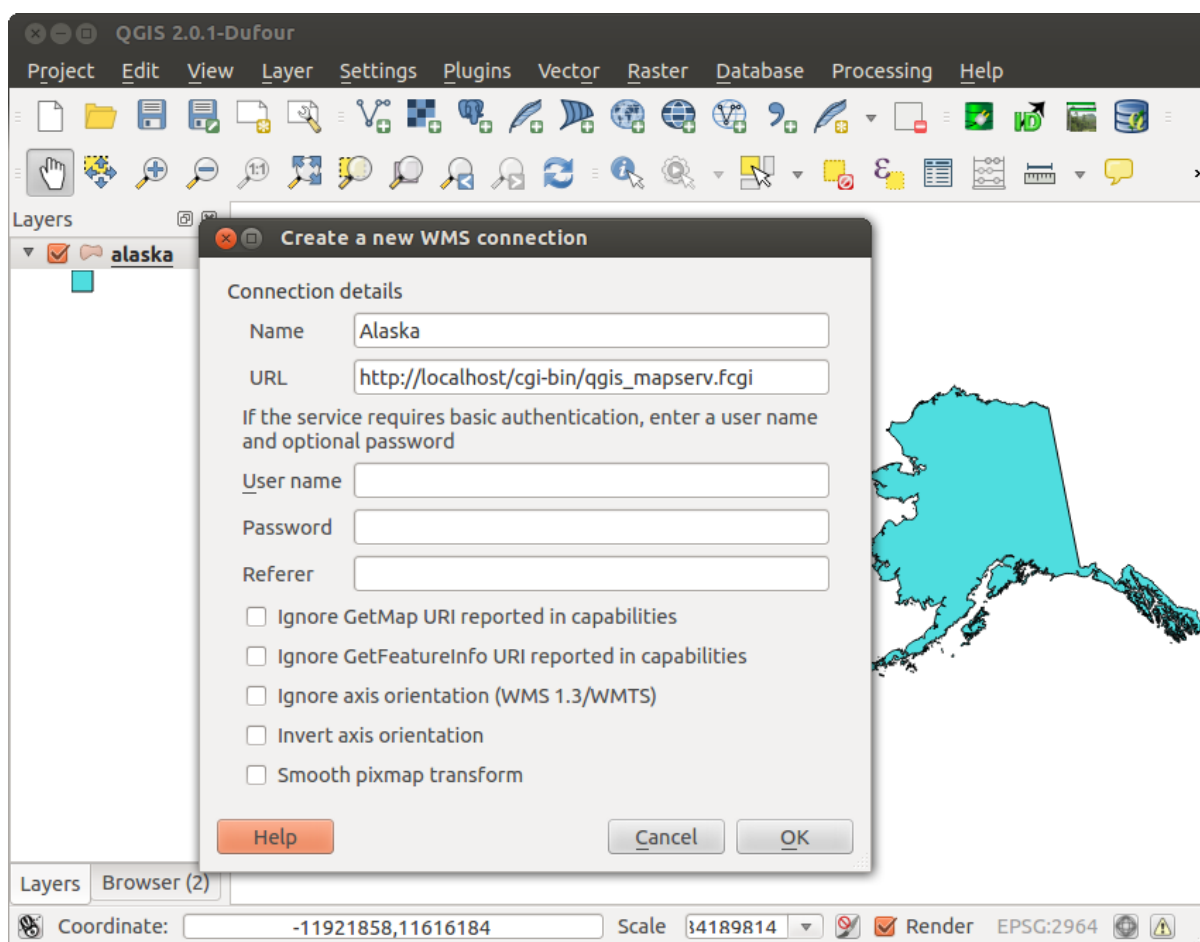 QGIS 2.0.1-Dufour
Project Edit View Layer Settings Plugins Vector Raster Database Processing Help
1:1
Layers
alaska
Create a new WMS connection
Connection details
Name Alaska
URL http://localhost/cgi-bin/qgis_mapserv.fcgi
If the service requires basic authentication, enter a user name
and optional password
User name
Password
Referer
Ignore GetMap URI reported in capabilities
Ignore GetFeatureInfo URI reported in capabilities
Ignore axis orientation (WMS 1.3/WMTS)
Invert axis orientation
Smooth pixmap transform
Help Cancel OK
Layers Browser (2)
Coordinate: -11921858,11616184 Scale 34189814 Render EPSG:2964